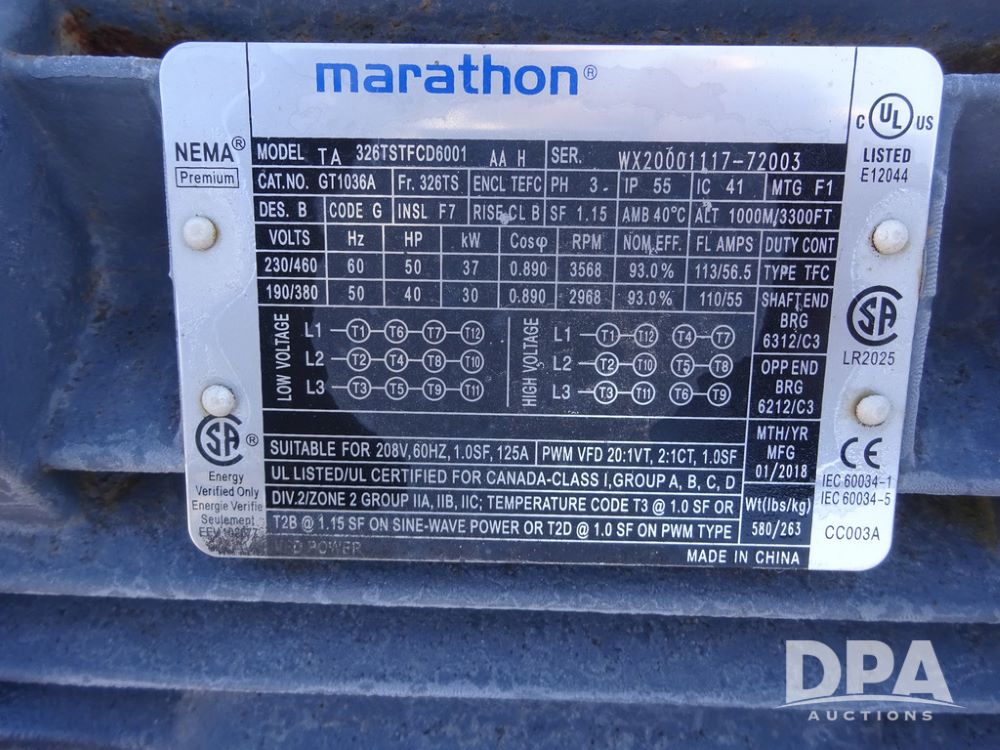 marathon®
NEMA® Premium
MODEL TA 326TSTFCD6001 AA H SER. WX20001117-72003
CAT.NO. GT1036A Fr. 326TS ENCL TEFC PH 3 IP 55 IC 41 MTG F1
DES. B CODE G INSL F7 RISE CL B SF 1.15 AMB 40°C ALT 1000M/3300FT
VOLTS Hz HP kW Cosφ RPM NOM.EFF. FL AMPS DUTY CONT
230/460 60 50 37 0.890 3568 93.0% 113/56.5 TYPE TFC
190/380 50 40 30 0.890 2968 93.0% 110/55
SHAFT END
BRG
6312/C3
OPP END
BRG
6212/C3
MTH/YR
MFG
01/2018
Wt(lbs/kg)
580/263
LOW VOLTAGE
L1 T1 T6 T7 T12
L2 T2 T4 T8 T10
L3 T3 T5 T9 T11
HIGH VOLTAGE
L1 T1 T12 T4 T7
L2 T2 T10 T5 T8
L3 T3 T11 T6 T9
SUITABLE FOR 208V,60HZ, 1.0SF, 125A PWM VFD 20:1VT, 2:1CT, 1.0SF
UL LISTED/UL CERTIFIED FOR CANADA-CLASS I,GROUP A, B, C, D
DIV.2/ZONE 2 GROUP IIA, IIB, IIC; TEMPERATURE CODE T3 @ 1.0 SF OR
T2B @ 1.15 SF ON SINE-WAVE POWER OR T2D @ 1.0 SF ON PWM TYPE
POWER
MADE IN CHINA
SA ®
Energy
Verified Only
Energie Verifie
Seulement
C UL US
LISTED
E12044
SA
LR2025
CE
IEC 60034-1
IEC 60034-5
CC003A
DPA
AUCTIONS